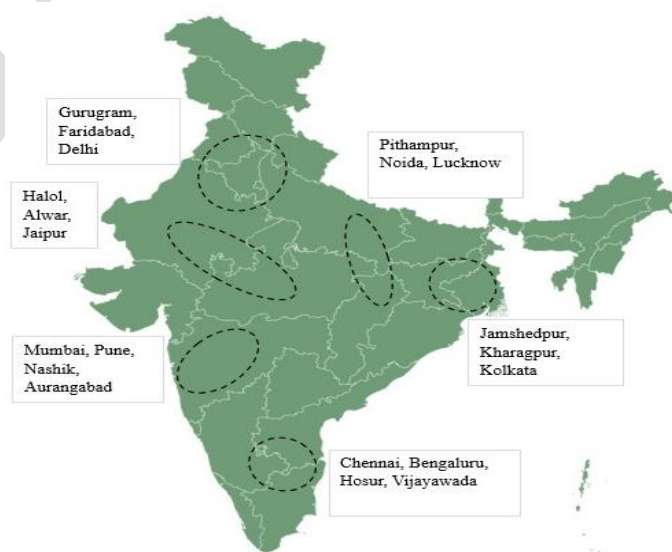 Gurugram,
Faridabad,
Delhi
Pithampur,
Noida, Lucknow
Halol,
Alwar,
Jaipur
Mumbai, Pune,
Nashik,
Aurangabad
Jamshedpur,
Kharagpur,
Kolkata
Chennai, Bengaluru,
Hosur, Vijayawada